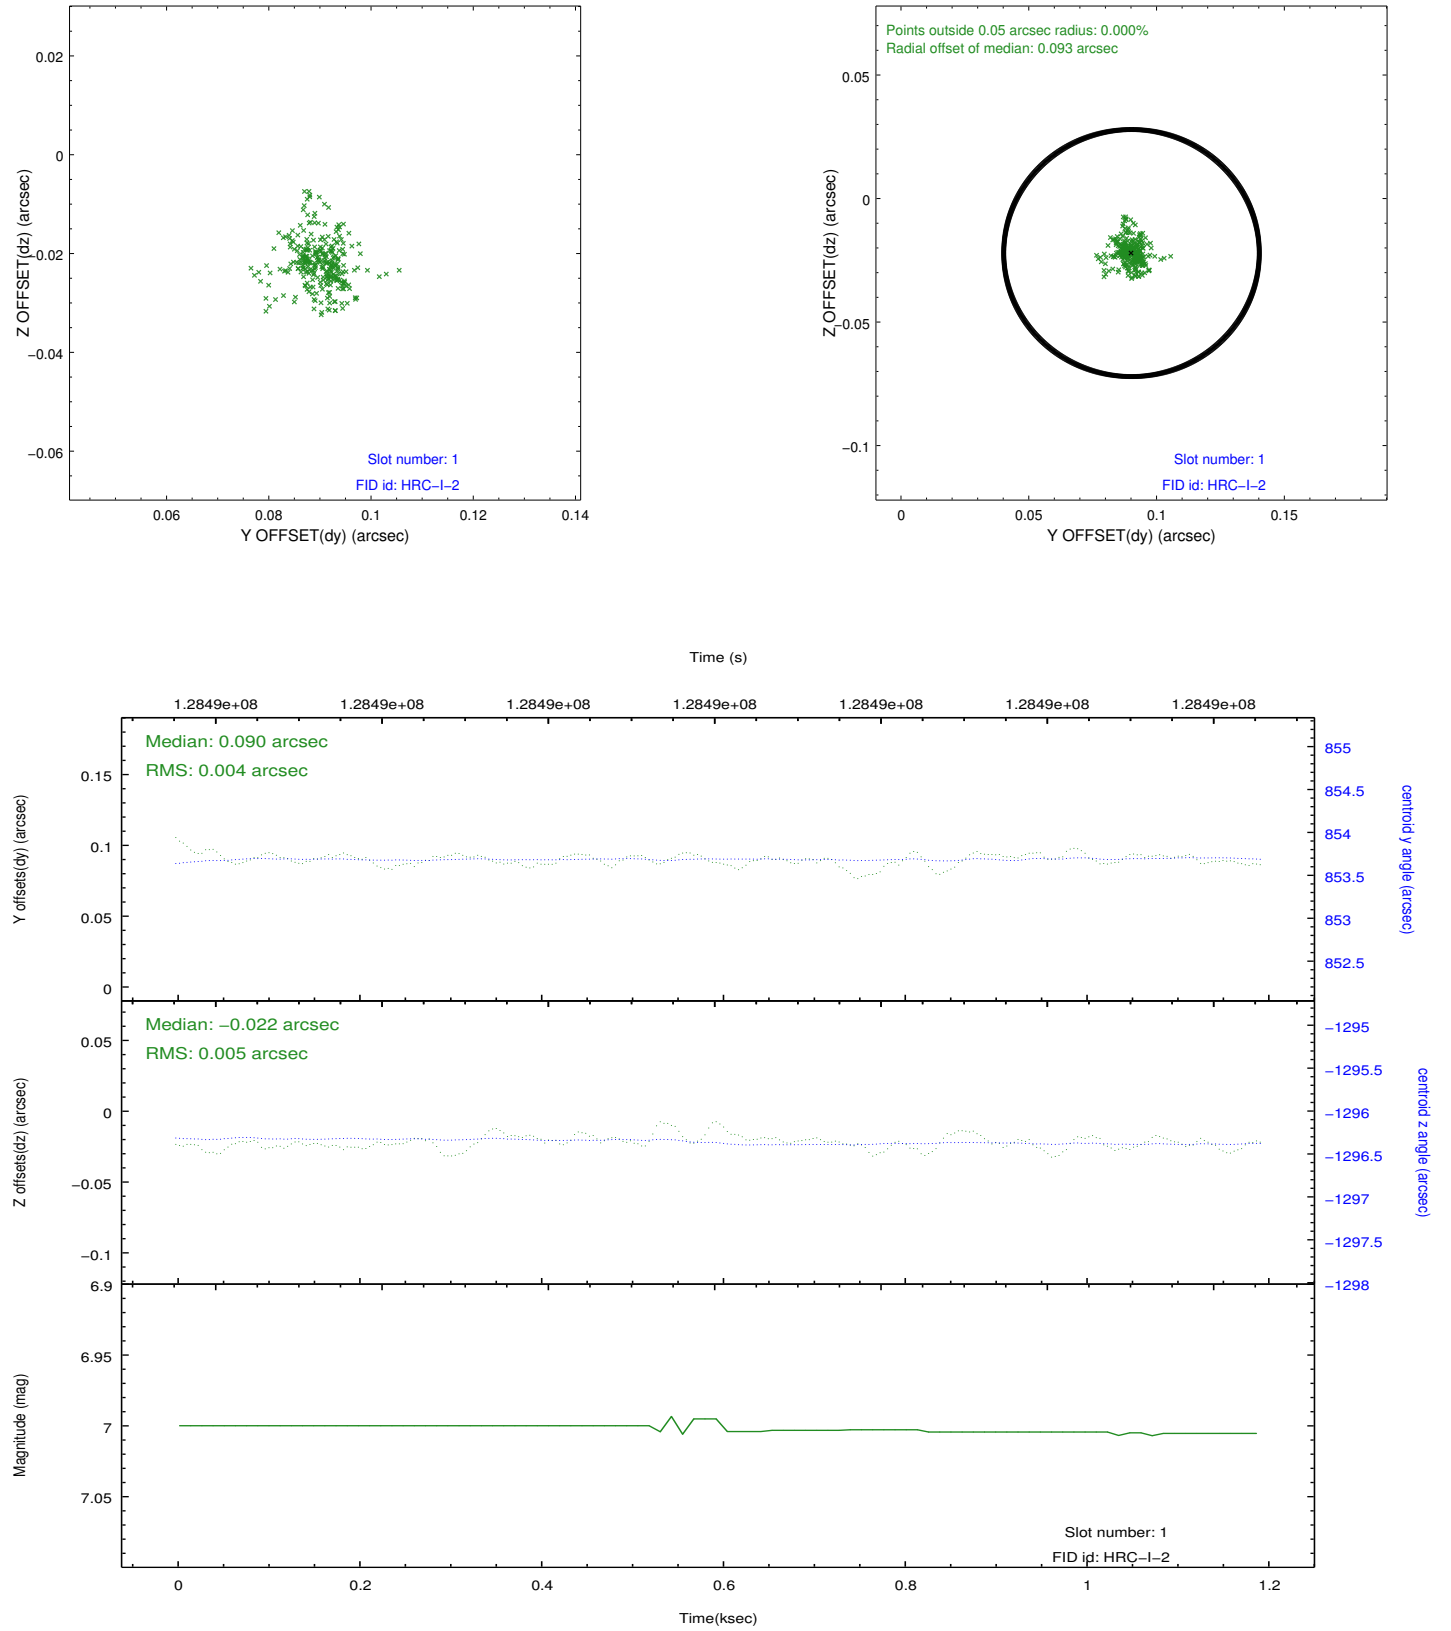 0.02
0
−0.02
−0.04
−0.06
Z OFFSET(dz) (arcsec)
Slot number: 1
FID id: HRC−I−2
0.06
0.08
0.1
0.12
0.14
Y OFFSET(dy) (arcsec)
Points outside 0.05 arcsec radius: 0.000%
Radial offset of median: 0.093 arcsec
0.05
0
−0.05
−0.1
Z OFFSET(dz) (arcsec)
Slot number: 1
FID id: HRC−I−2
0
0.05
0.1
0.15
Y OFFSET(dy) (arcsec)
Time (s)
1.2849e+08
1.2849e+08
1.2849e+08
1.2849e+08
1.2849e+08
1.2849e+08
1.2849e+08
Median: 0.090 arcsec
RMS: 0.004 arcsec
0.15
0.1
0.05
0
Y offsets(dy) (arcsec)
855
854.5
854
853.5
853
852.5
centroid y angle (arcsec)
Median: −0.022 arcsec
RMS: 0.005 arcsec
0.05
0
−0.05
−0.1
Z offsets(dz) (arcsec)
−1295
−1295.5
−1296
−1296.5
−1297
−1297.5
−1298
centroid z angle (arcsec)
6.9
6.95
7
7.05
Magnitude (mag)
Slot number: 1
FID id: HRC−I−2
0
0.2
0.4
0.6
0.8
1
1.2
Time(ksec)